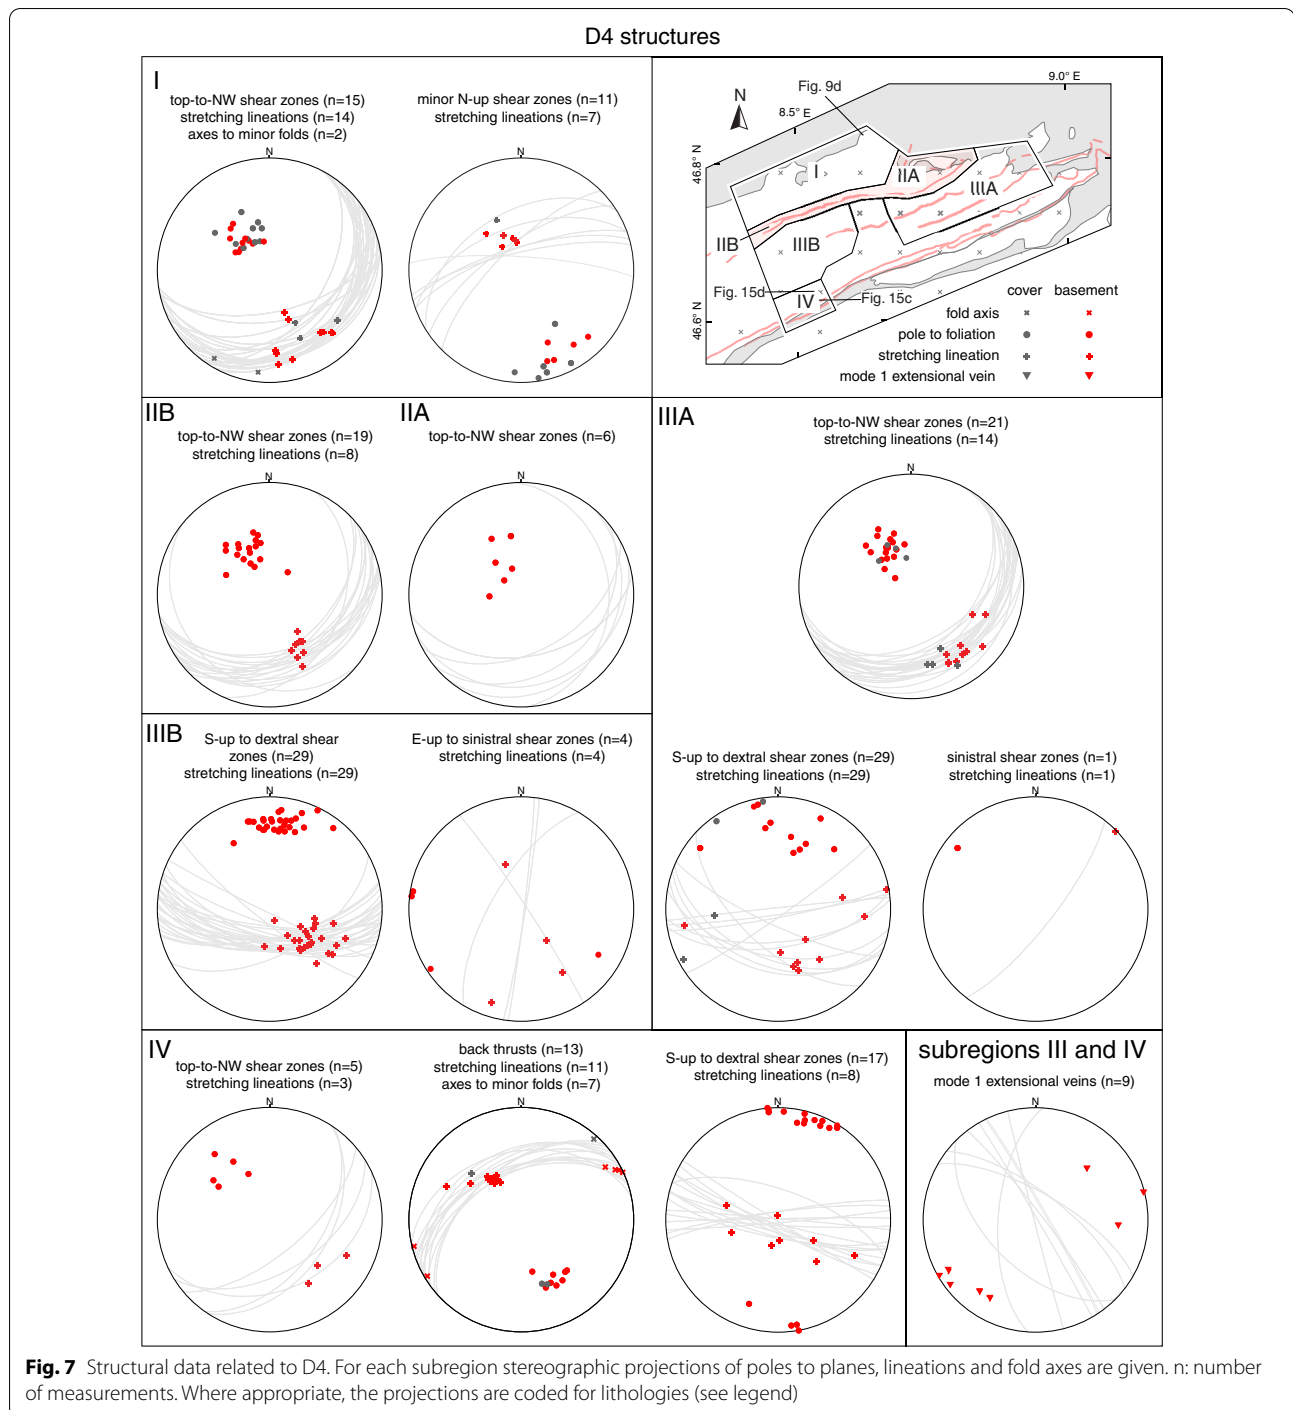 D4 structures
I
top-to-NW shear zones (n=15)
stretching lineations (n=14)
axes to minor folds (n=2)
N
minor N-up shear zones (n=11)
stretching lineations (n=7)
N
Fig. 9d
9.0° E
N
8.5° E
46.8° N
I
IIA
IIIA
IIB
IIIB
Fig. 15d
IV
Fig. 15c
46.6° N
cover basement
fold axis
pole to foliation
stretching lineation
mode 1 extensional vein
IIB
top-to-NW shear zones (n=19)
stretching lineations (n=8)
N
IIA
top-to-NW shear zones (n=6)
N
IIIA
top-to-NW shear zones (n=21)
stretching lineations (n=14)
N
IIIB
S-up to dextral shear
zones (n=29)
stretching lineations (n=29)
N
E-up to sinistral shear zones (n=4)
stretching lineations (n=4)
N
S-up to dextral shear zones (n=29)
stretching lineations (n=29)
N
sinistral shear zones (n=1)
stretching lineations (n=1)
N
IV
top-to-NW shear zones (n=5)
stretching lineations (n=3)
N
back thrusts (n=13)
stretching lineations (n=11)
axes to minor folds (n=7)
N
S-up to dextral shear zones (n=17)
stretching lineations (n=8)
N
subregions III and IV
mode 1 extensional veins (n=9)
N
Fig. 7 Structural data related to D4. For each subregion stereographic projections of poles to planes, lineations and fold axes are given. n: number
of measurements. Where appropriate, the projections are coded for lithologies (see legend)